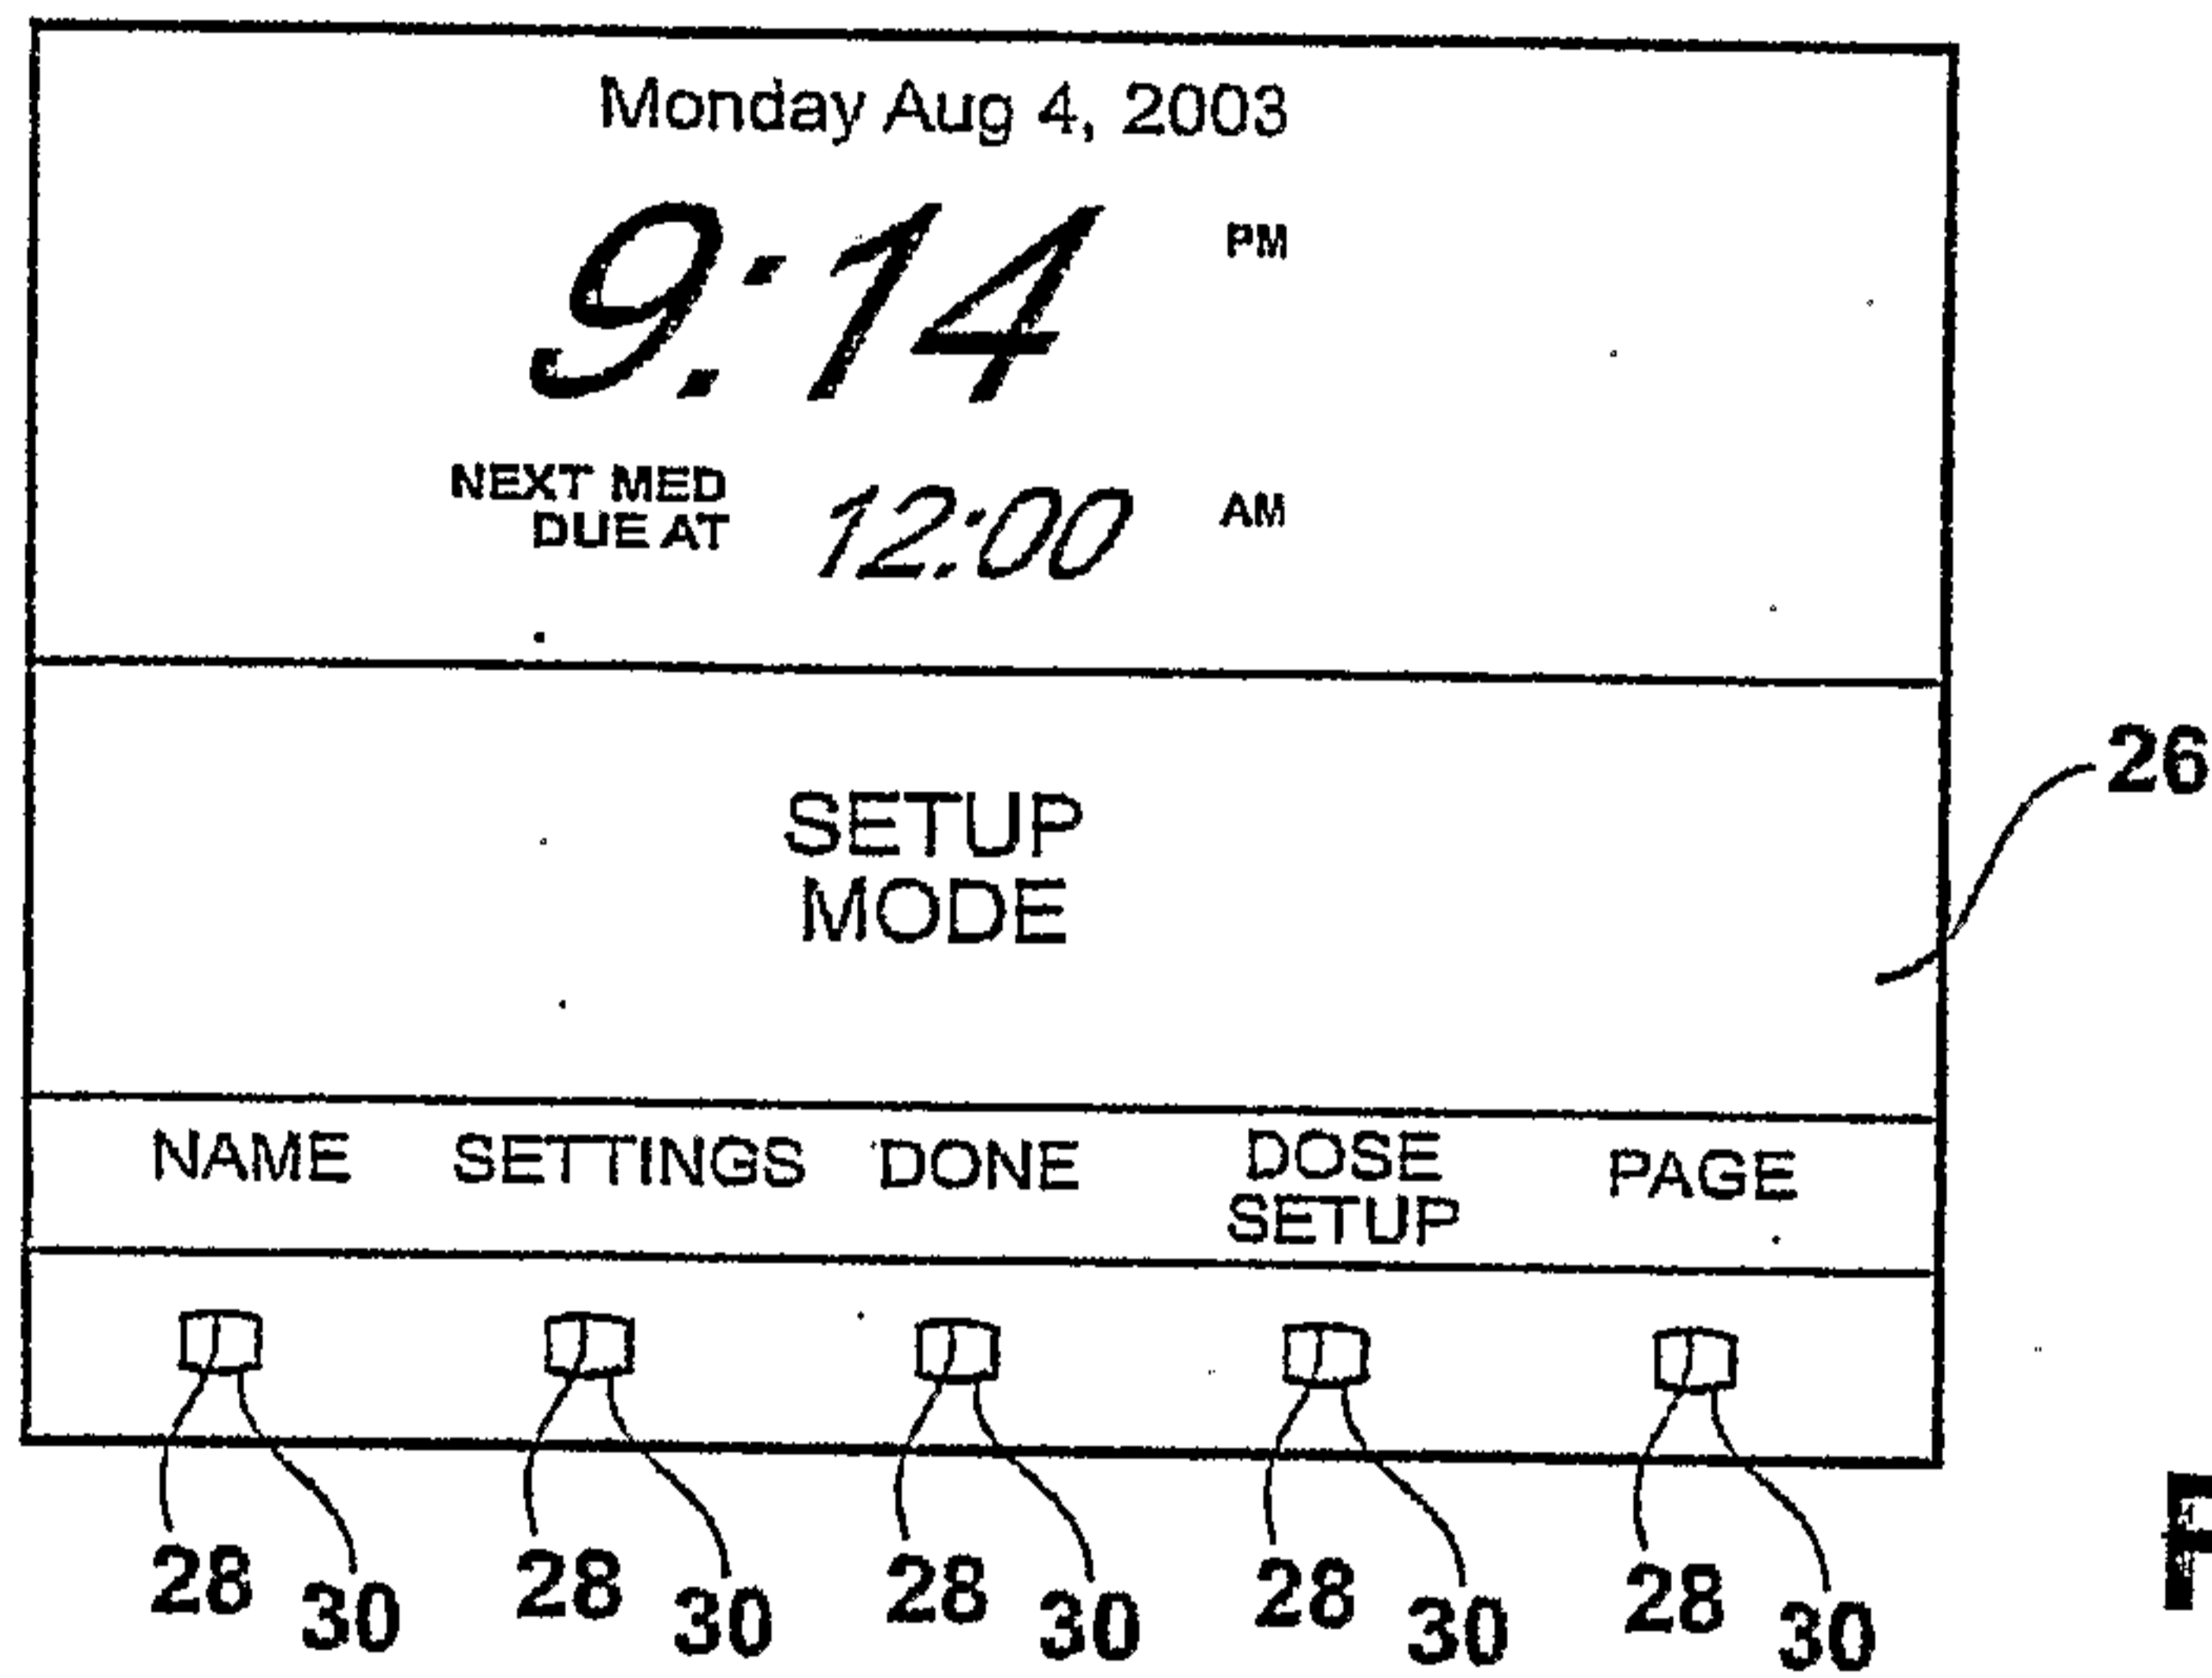 Monday Aug 4, 2003
9:14 PM
NEXT MED
DUE AT 12:00 AM
SETUP
MODE
26
NAME SETTINGS DONE DOSE SETUP PAGE
28 30 28 30 28 30 28 30 28 30